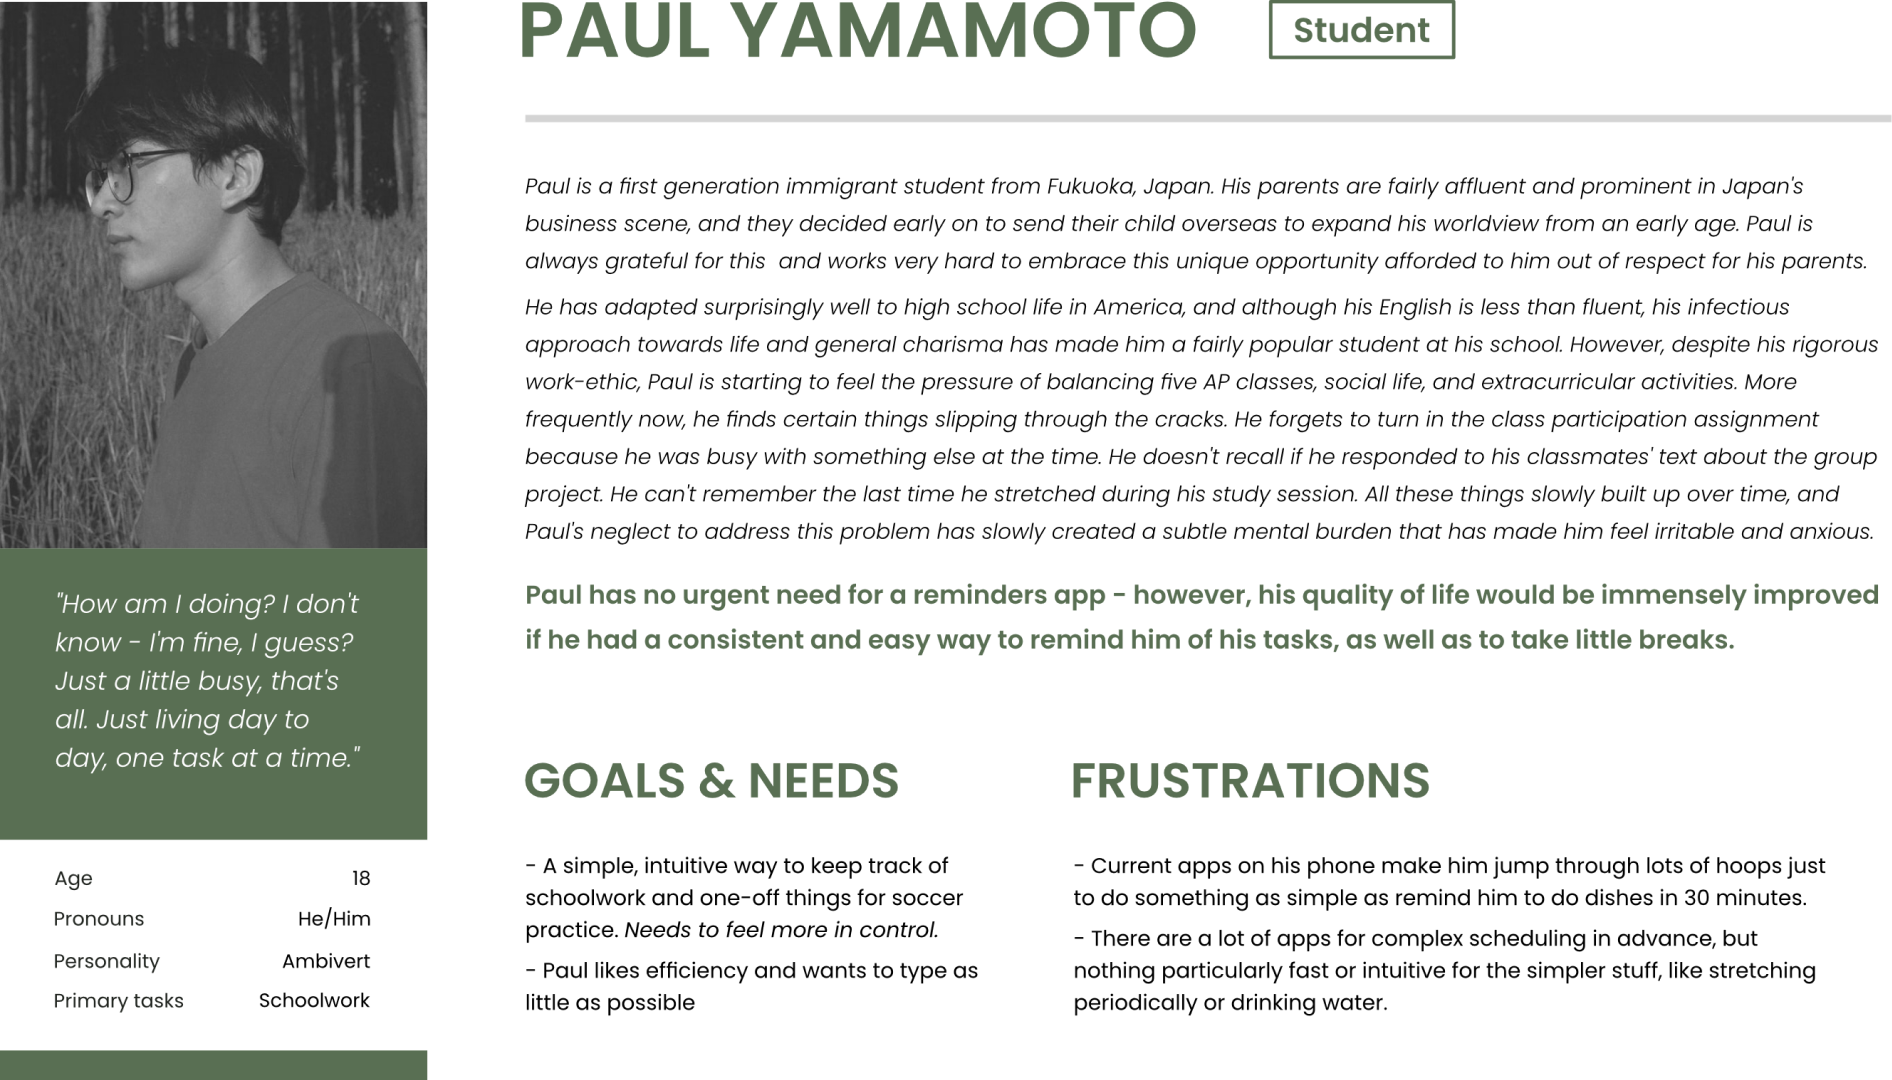 PAUL YAMAMOTO
Student
Paul is a first generation immigrant student from Fukuoka, Japan. His parents are fairly affluent and prominent in Japan's
business scene, and they decided early on to send their child overseas to expand his worldview from an early age. Paul is
always grateful for this  and works very hard to embrace this unique opportunity afforded to him out of respect for his parents.
He has adapted surprisingly well to high school life in America, and although his English is less than fluent, his infectious
approach towards life and general charisma has made him a fairly popular student at his school. However, despite his rigorous
work-ethic, Paul is starting to feel the pressure of balancing five AP classes, social life, and extracurricular activities. More
frequently now, he finds certain things slipping through the cracks. He forgets to turn in the class participation assignment
because he was busy with something else at the time. He doesn't recall if he responded to his classmates' text about the group
project. He can't remember the last time he stretched during his study session. All these things slowly built up over time, and
Paul's neglect to address this problem has slowly created a subtle mental burden that has made him feel irritable and anxious.
Paul has no urgent need for a reminders app - however, his quality of life would be immensely improved
if he had a consistent and easy way to remind him of his tasks, as well as to take little breaks.
"How am I doing? I don't
know - I'm fine, I guess?
Just a little busy, that's
all. Just living day to
day, one task at a time."
Age 18
Pronouns He/Him
Personality Ambivert
Primary tasks Schoolwork
GOALS & NEEDS
- A simple, intuitive way to keep track of
schoolwork and one-off things for soccer
practice. Needs to feel more in control.
- Paul likes efficiency and wants to type as
little as possible
FRUSTRATIONS
- Current apps on his phone make him jump through lots of hoops just
to do something as simple as remind him to do dishes in 30 minutes.
- There are a lot of apps for complex scheduling in advance, but
nothing particularly fast or intuitive for the simpler stuff, like stretching
periodically or drinking water.